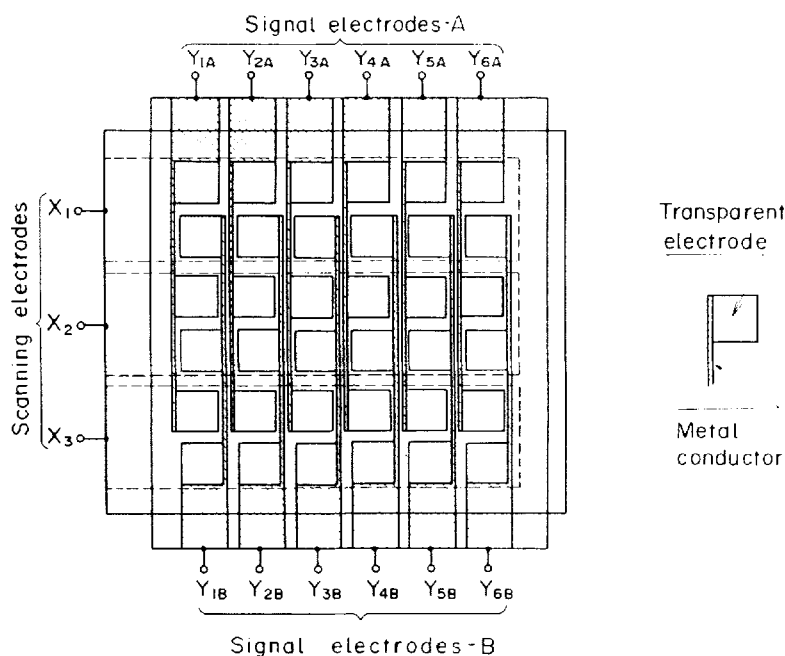 Signal electrodes-A
Y1A Y2A Y3A Y4A Y5A Y6A
Scanning electrodes
X1
X2
X3
Transparent
electrode
Metal
conductor
Y1B Y2B Y3B Y4B Y5B Y6B
Signal electrodes-B